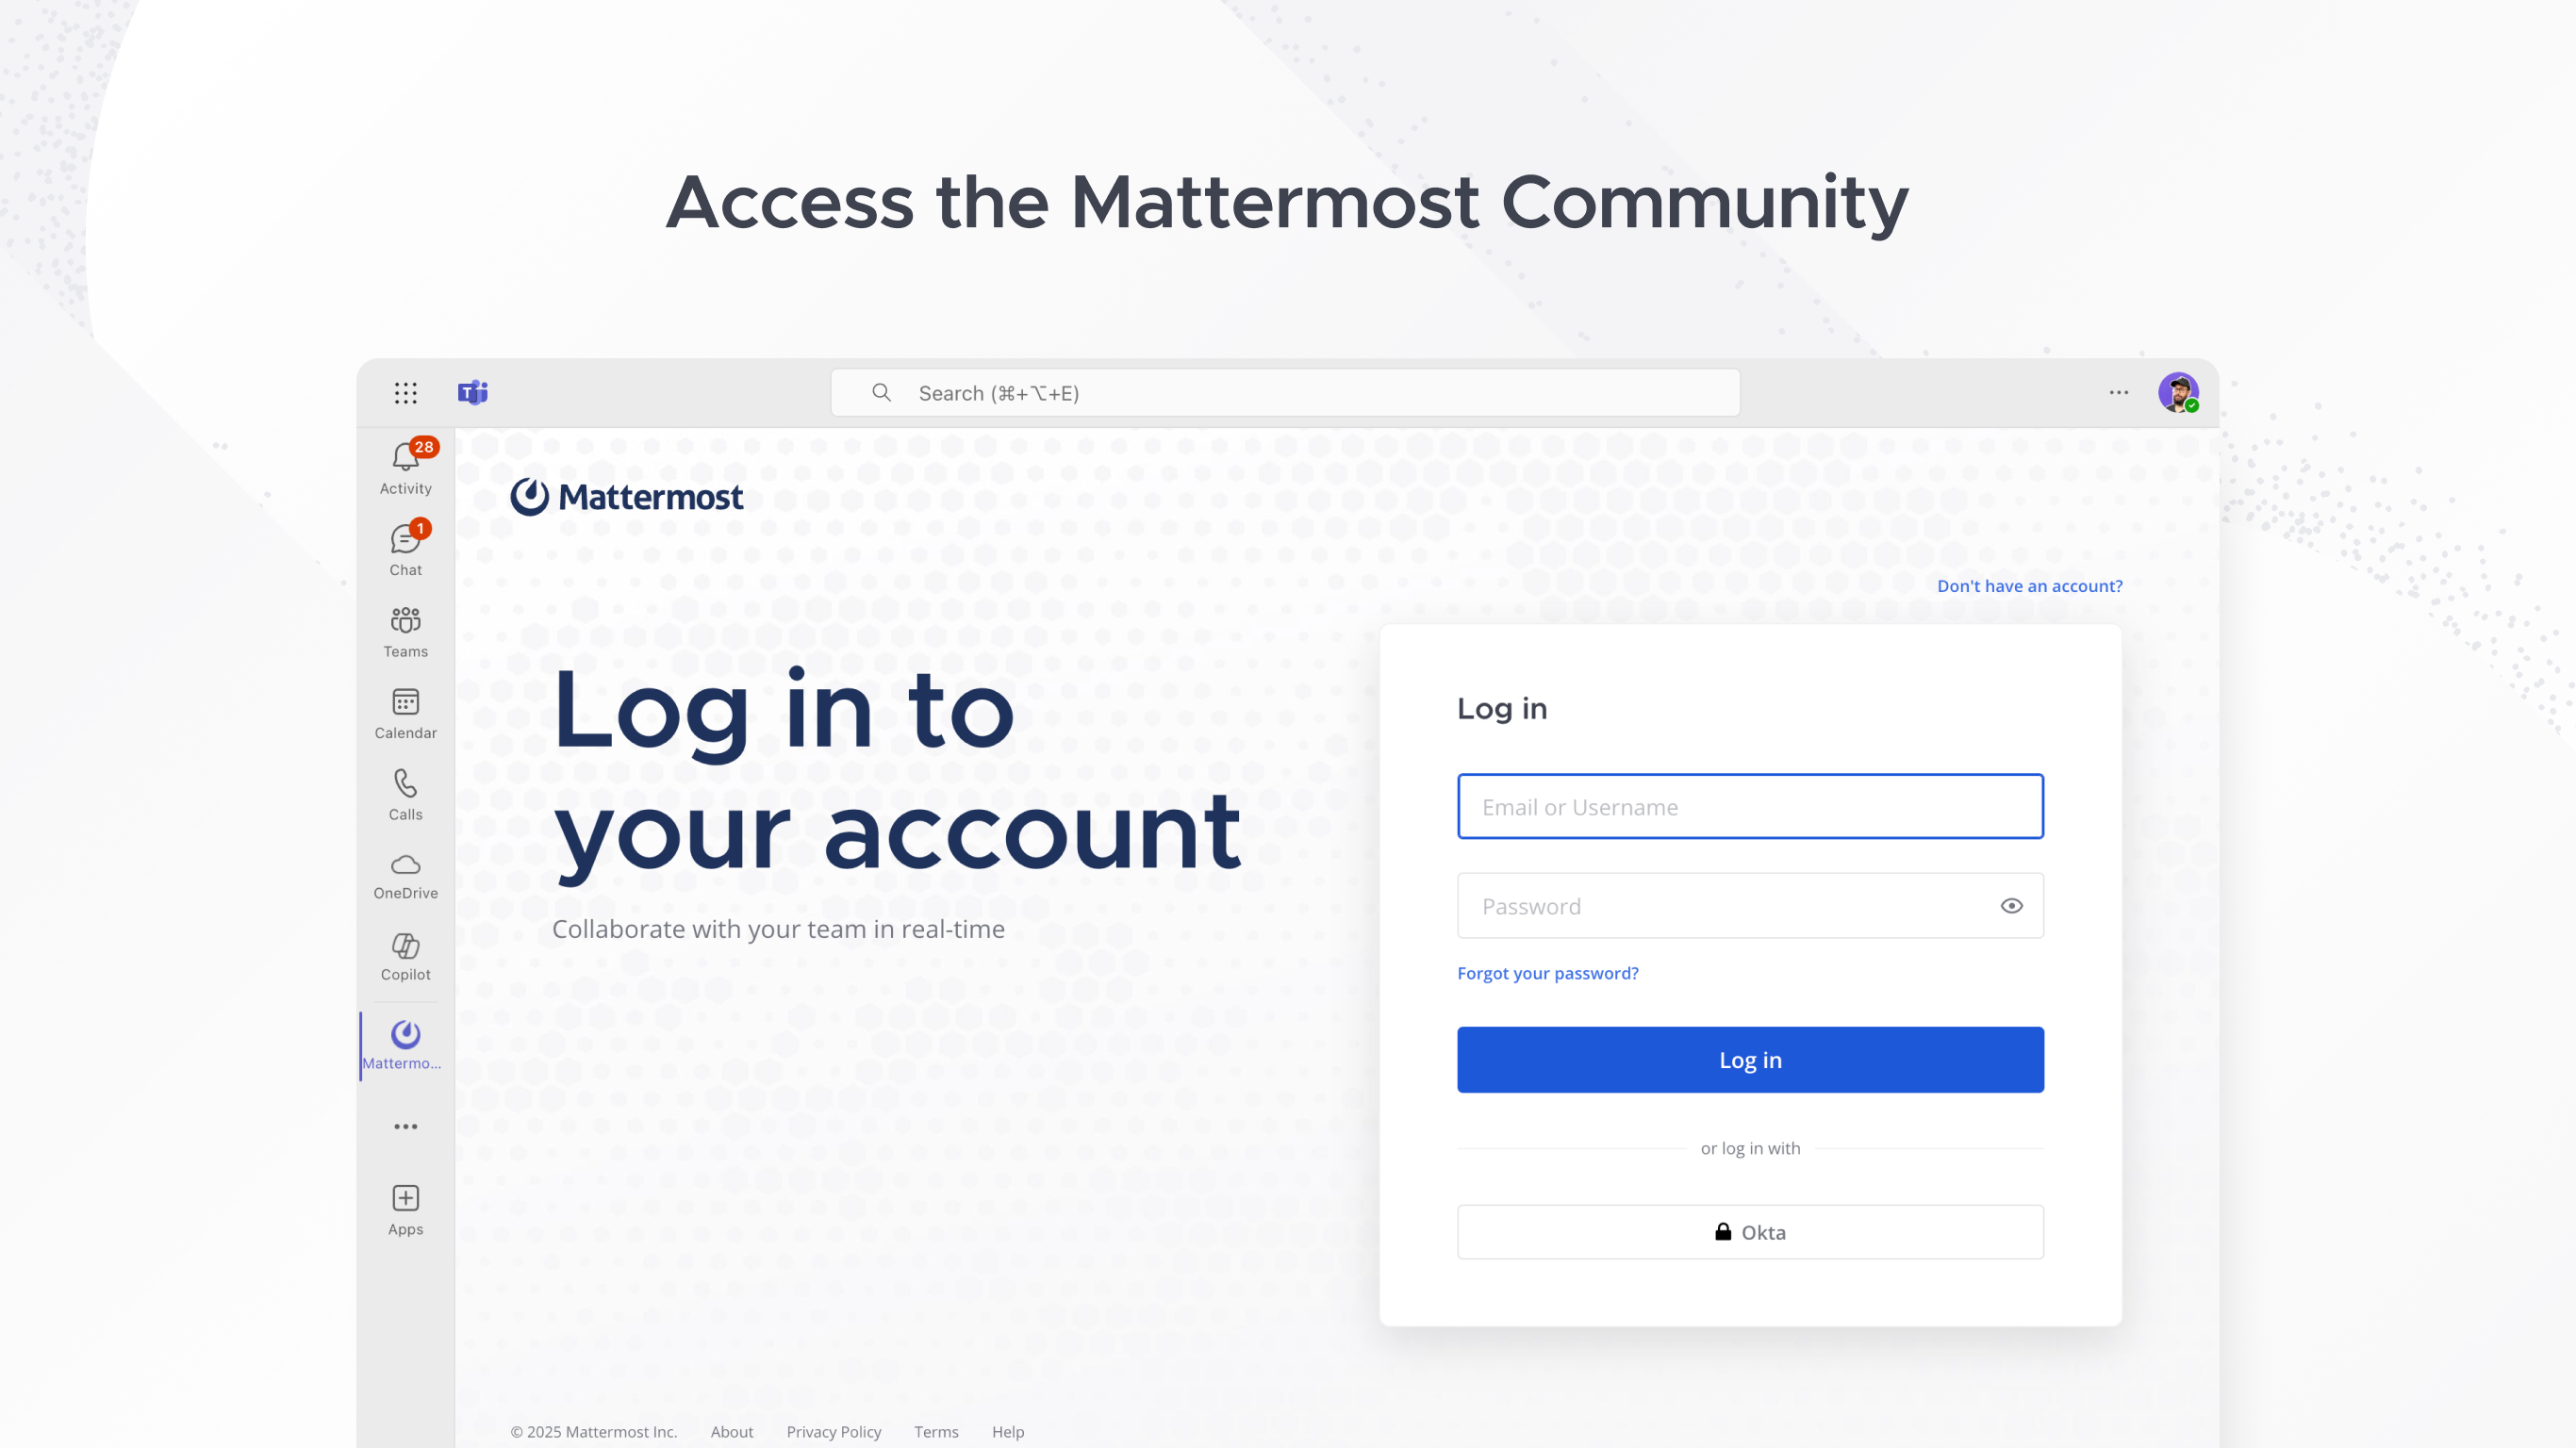 Access the Mattermost Community
Search (⌘+⌥+E)
28
Activity
1
Chat
Teams
Calendar
Calls
OneDrive
Copilot
Mattermo...
Apps
Mattermost
Don't have an account?
Log in to
your account
Collaborate with your team in real-time
Log in
Email or Username
Password
Forgot your password?
Log in
or log in with
Okta
© 2025 Mattermost Inc. About Privacy Policy Terms Help